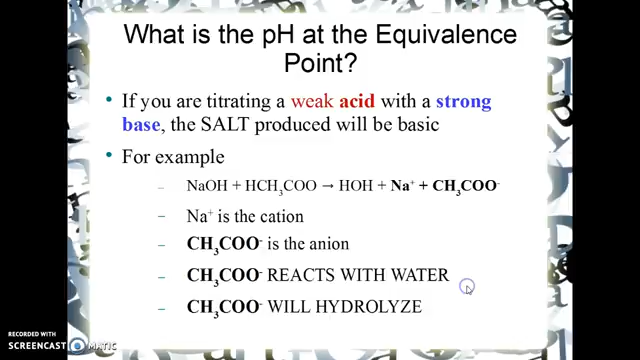 What is the pH at the Equivalence
Point?
• If you are titrating a weak acid with a strong
base, the SALT produced will be basic
• For example
– NaOH + HCH₃COO → HOH + Na⁺ + CH₃COO⁻
– Na⁺ is the cation
– CH₃COO⁻ is the anion
– CH₃COO⁻ REACTS WITH WATER
– CH₃COO⁻ WILL HYDROLYZE
RECORDED WITH
SCREENCAST MATIC